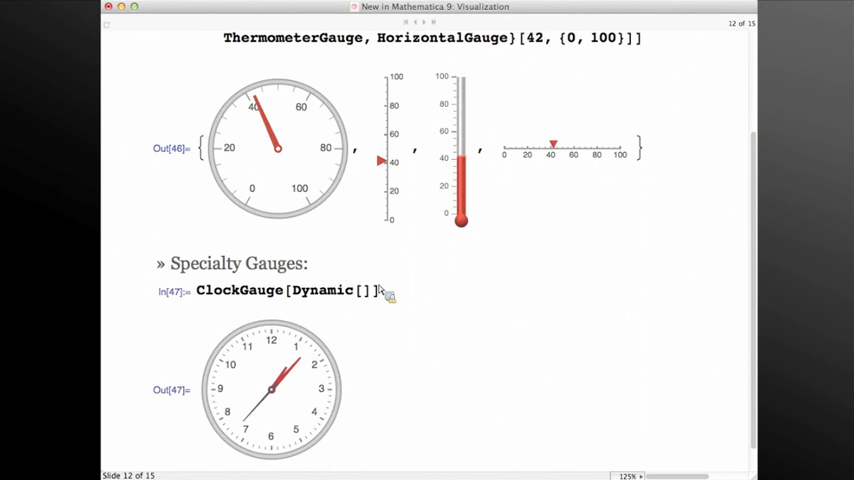 New in Mathematica 9: Visualization
12 of 15
ThermometerGauge, HorizontalGauge}[42, {0, 100}]]
Out[46]= { , , , }
0 20 40 60 80 100
100
80
60
40
20
0
100
80
60
40
20
0
0 20 40 60 80 100
» Specialty Gauges:
In[47]:= ClockGauge[Dynamic[]]
Out[47]=
12 1 2 3 4 5 6 7 8 9 10 11
Slide 12 of 15
125%